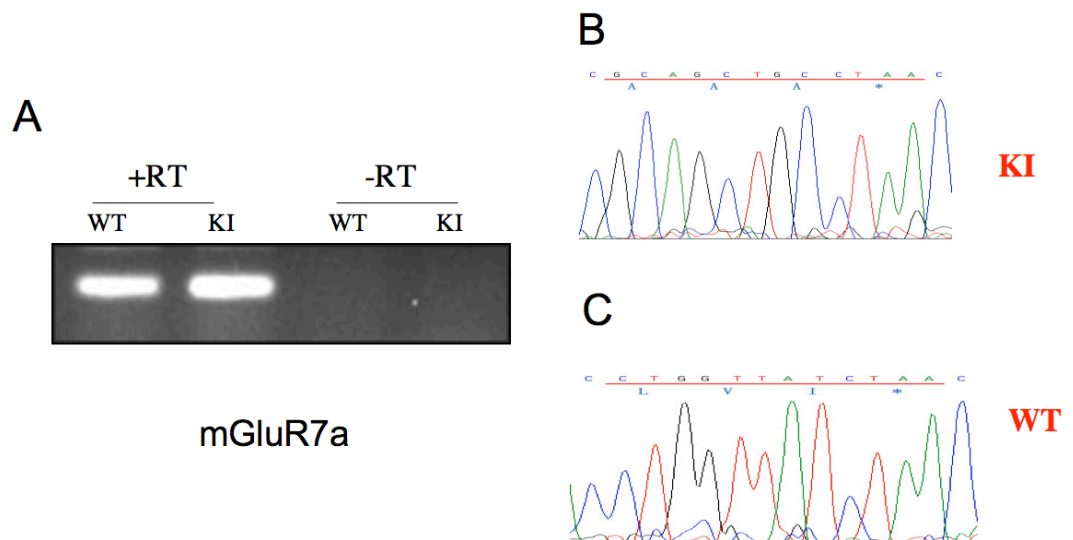 A
+RT -RT
WT KI WT KI
mGluR7a
B
C G C A G C T G C C T A A C
A A A *
KI
C
C C T G G T T A T C T A A C
L V I *
WT